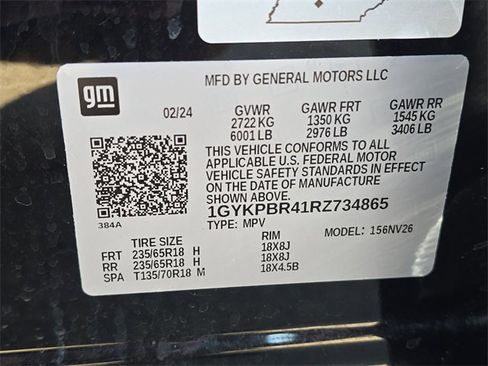 gm
MFD BY GENERAL MOTORS LLC
02/24 GVWR GAWR FRT GAWR RR
2722 KG 1350 KG 1545 KG
6001 LB 2976 LB 3406 LB
THIS VEHICLE CONFORMS TO ALL
APPLICABLE U.S. FEDERAL MOTOR
VEHICLE SAFETY STANDARDS IN
EFFECT ON THE DATE OF MANUFACTURE
1GYKPBR41RZ734865
384A
TYPE: MPV MODEL: 156NV26
TIRE SIZE RIM
FRT 235/65R18 H 18X8J
RR 235/65R18 H 18X8J
SPA T135/70R18 M 18X4.5B